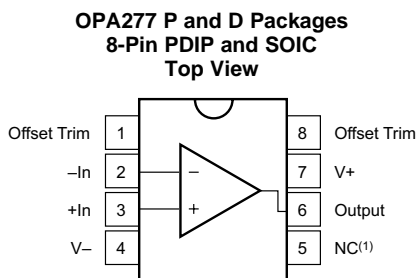 OPA277 P and D Packages
8-Pin PDIP and SOIC
Top View
Offset Trim 1 8 Offset Trim
–In 2 – 7 V+
+In 3 + 6 Output
V– 4 5 NC(1)